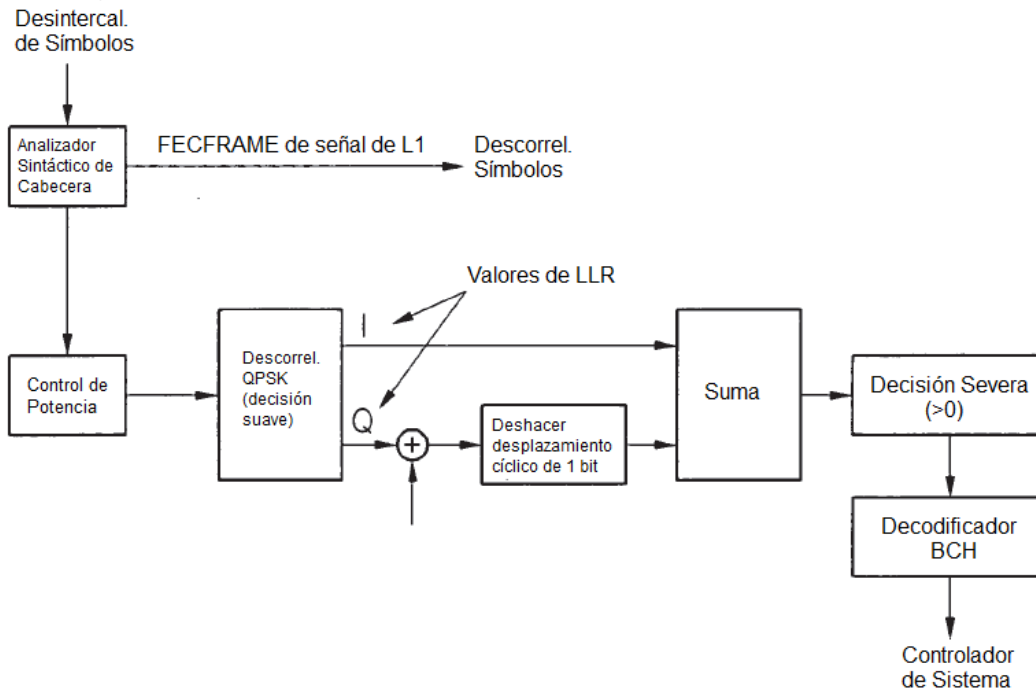 Desintercal.
de Símbolos
Analizador
Sintáctico de
Cabecera
FECFRAME de señal de L1
Descorrel.
Símbolos
Valores de LLR
Control de
Potencia
Descorrel.
QPSK
(decisión
suave)
I
Q
+
Deshacer
desplazamiento
cíclico de 1 bit
Suma
Decisión Severa
(>0)
Decodificador
BCH
Controlador
de Sistema